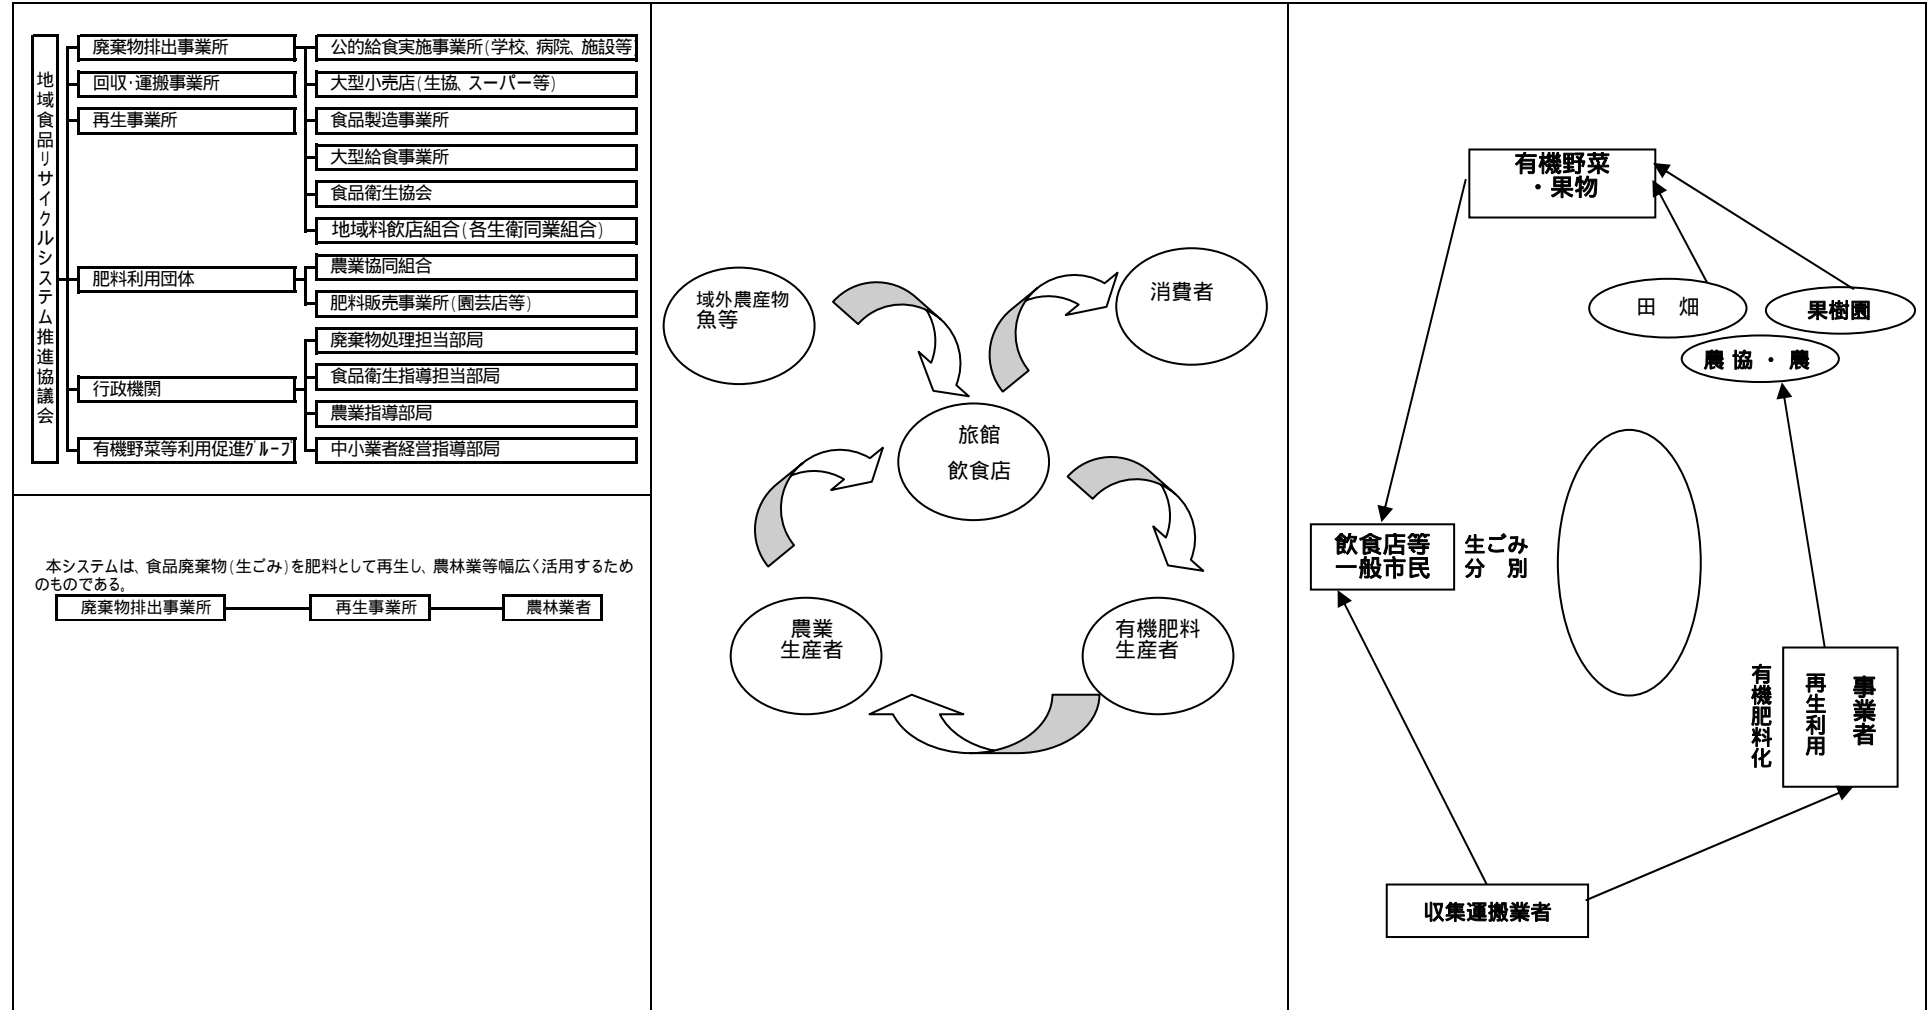 地域食品リサイクルシステム推進協議会
廃棄物排出事業所
回収・運搬事業所
再生事業所
肥料利用団体
行政機関
有機野菜等利用促進グループ
公的給食実施事業所(学校、病院、施設等
大型小売店(生協、スーパー等)
食品製造事業所
大型給食事業所
食品衛生協会
地域料飲店組合(各生衛同業組合)
農業協同組合
肥料販売事業所(園芸店等)
廃棄物処理担当部局
食品衛生指導担当部局
農業指導部局
中小業者経営指導部局
本システムは、食品廃棄物(生ごみ)を肥料として再生し、農林業等幅広く活用するため
のものである。
廃棄物排出事業所
再生事業所
農林業者
域外農産物
魚等
消費者
旅館
飲食店
農業
生産者
有機肥料
生産者
有機野菜
・果物
田 畑
果樹園
農協・農
飲食店等
一般市民
生ごみ
分 別
有機肥料化
事業者
再生利用
収集運搬業者